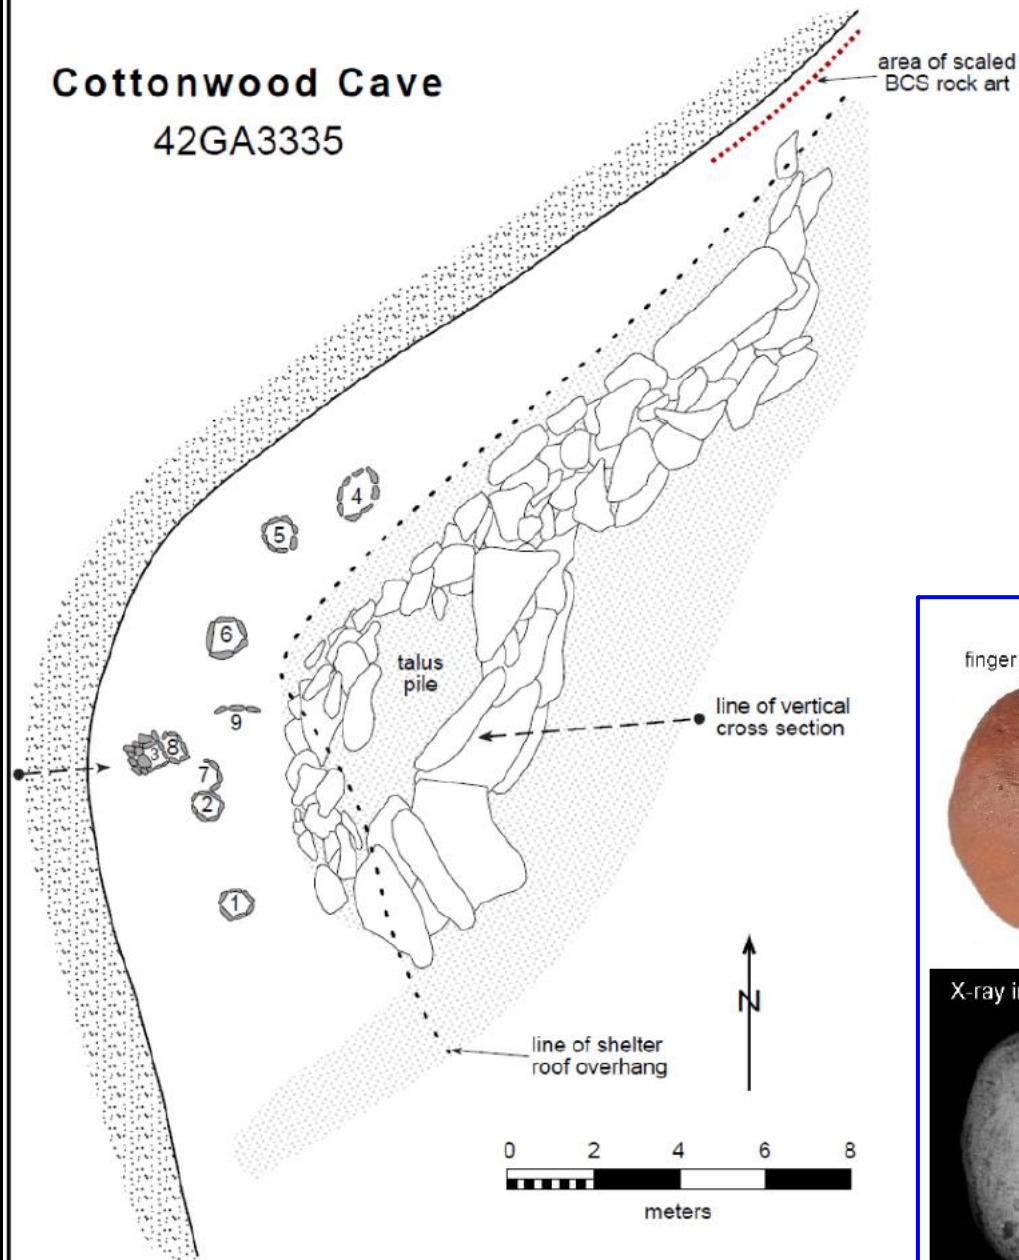 Cottonwood Cave
42GA3335
area of scaled
BCS rock art
4
5
6
talus
pile
9
line of vertical
cross section
3
8
7
2
1
finger
X-ray
N
line of shelter
roof overhang
0 2 4 6 8
meters